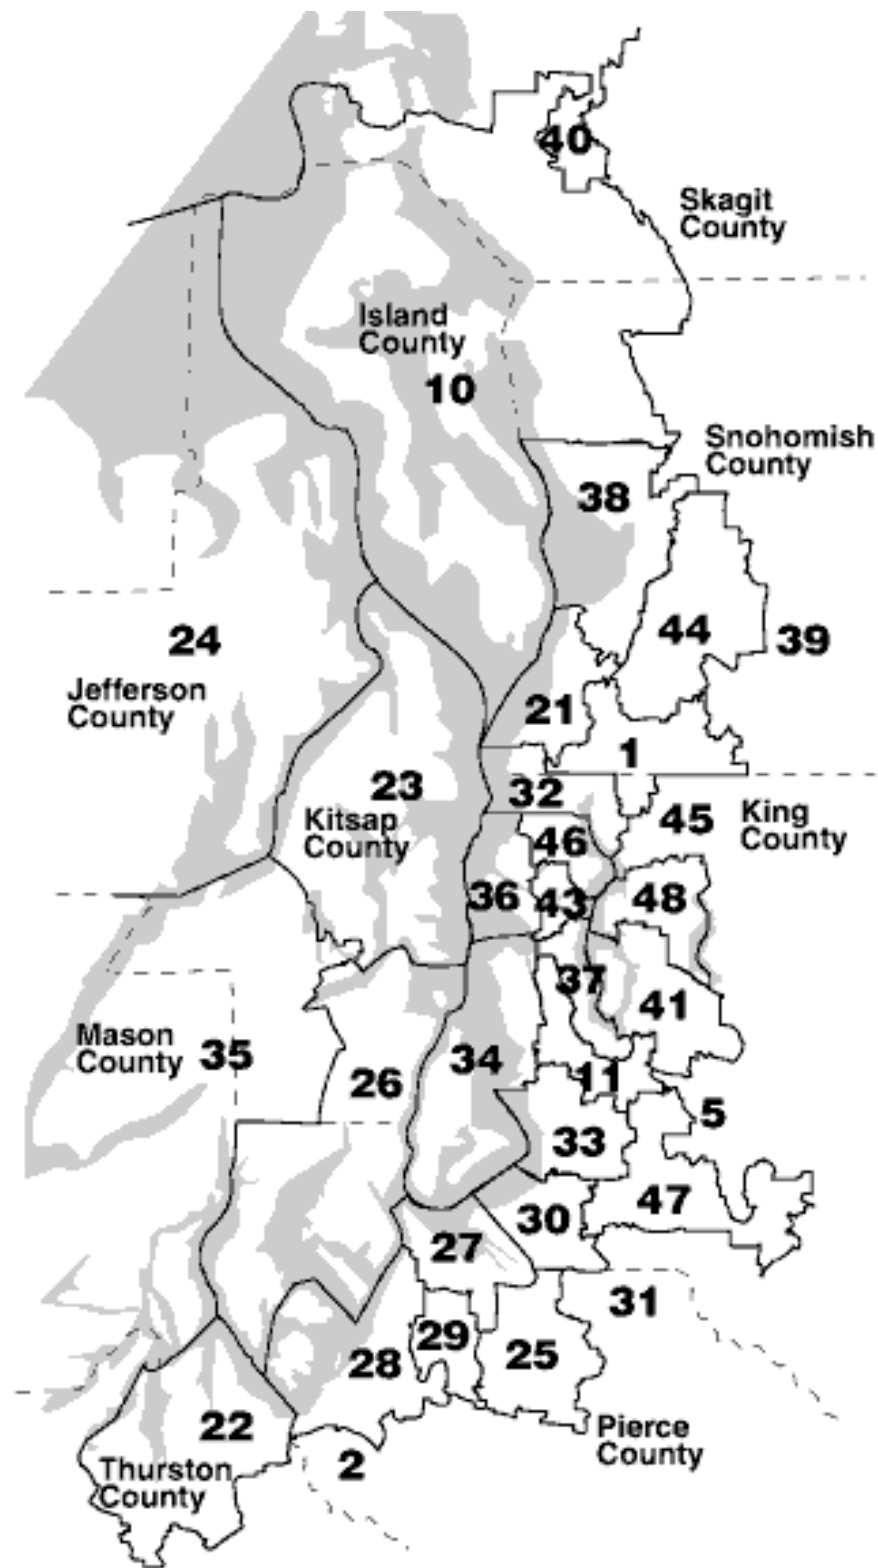 40
Skagit
County
Island
County
10
Snohomish
County
38
24
44
39
Jefferson
County
21
1
23
32
45
King
County
Kitsap
County
46
36
43
48
37
41
Mason
County
35
34
26
11
5
33
47
30
27
31
29
28
25
22
Pierce
County
2
Thurston
County